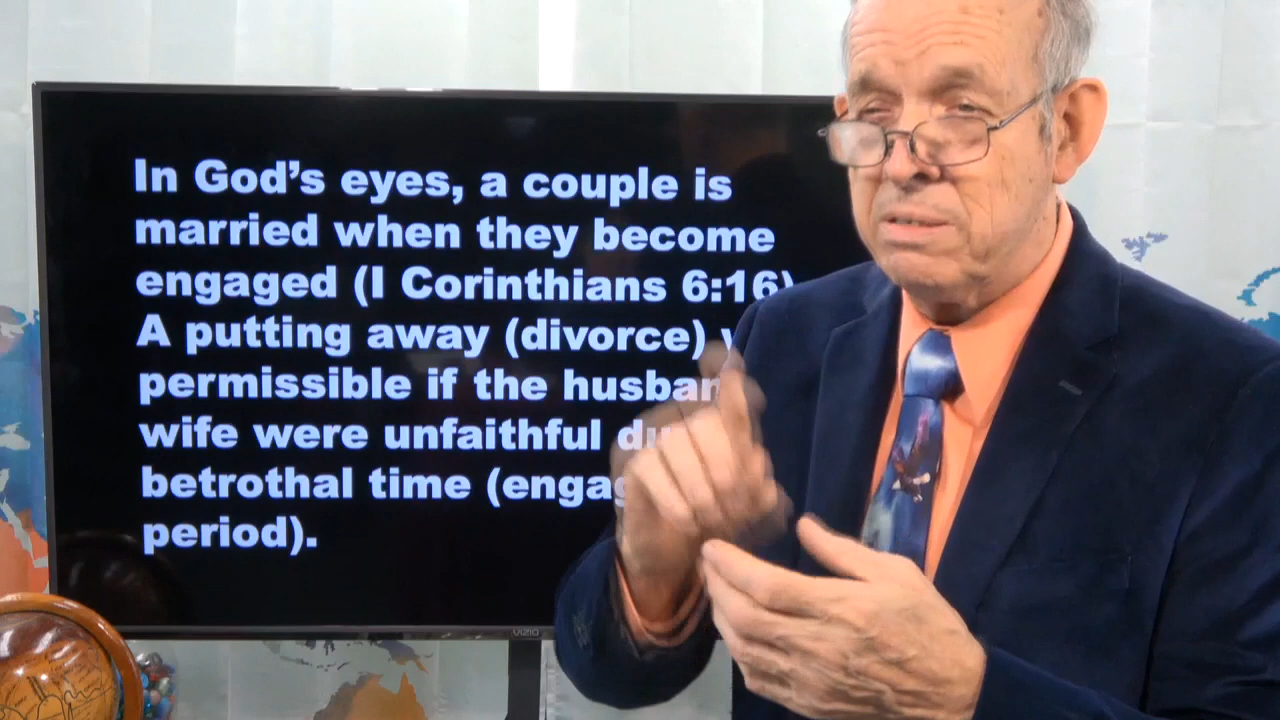 In God’s eyes, a couple is
married when they become
engaged (I Corinthians 6:16)
A putting away (divorce)
permissible if the
wife were unfaithful
betrothal time
period).
VIZIO